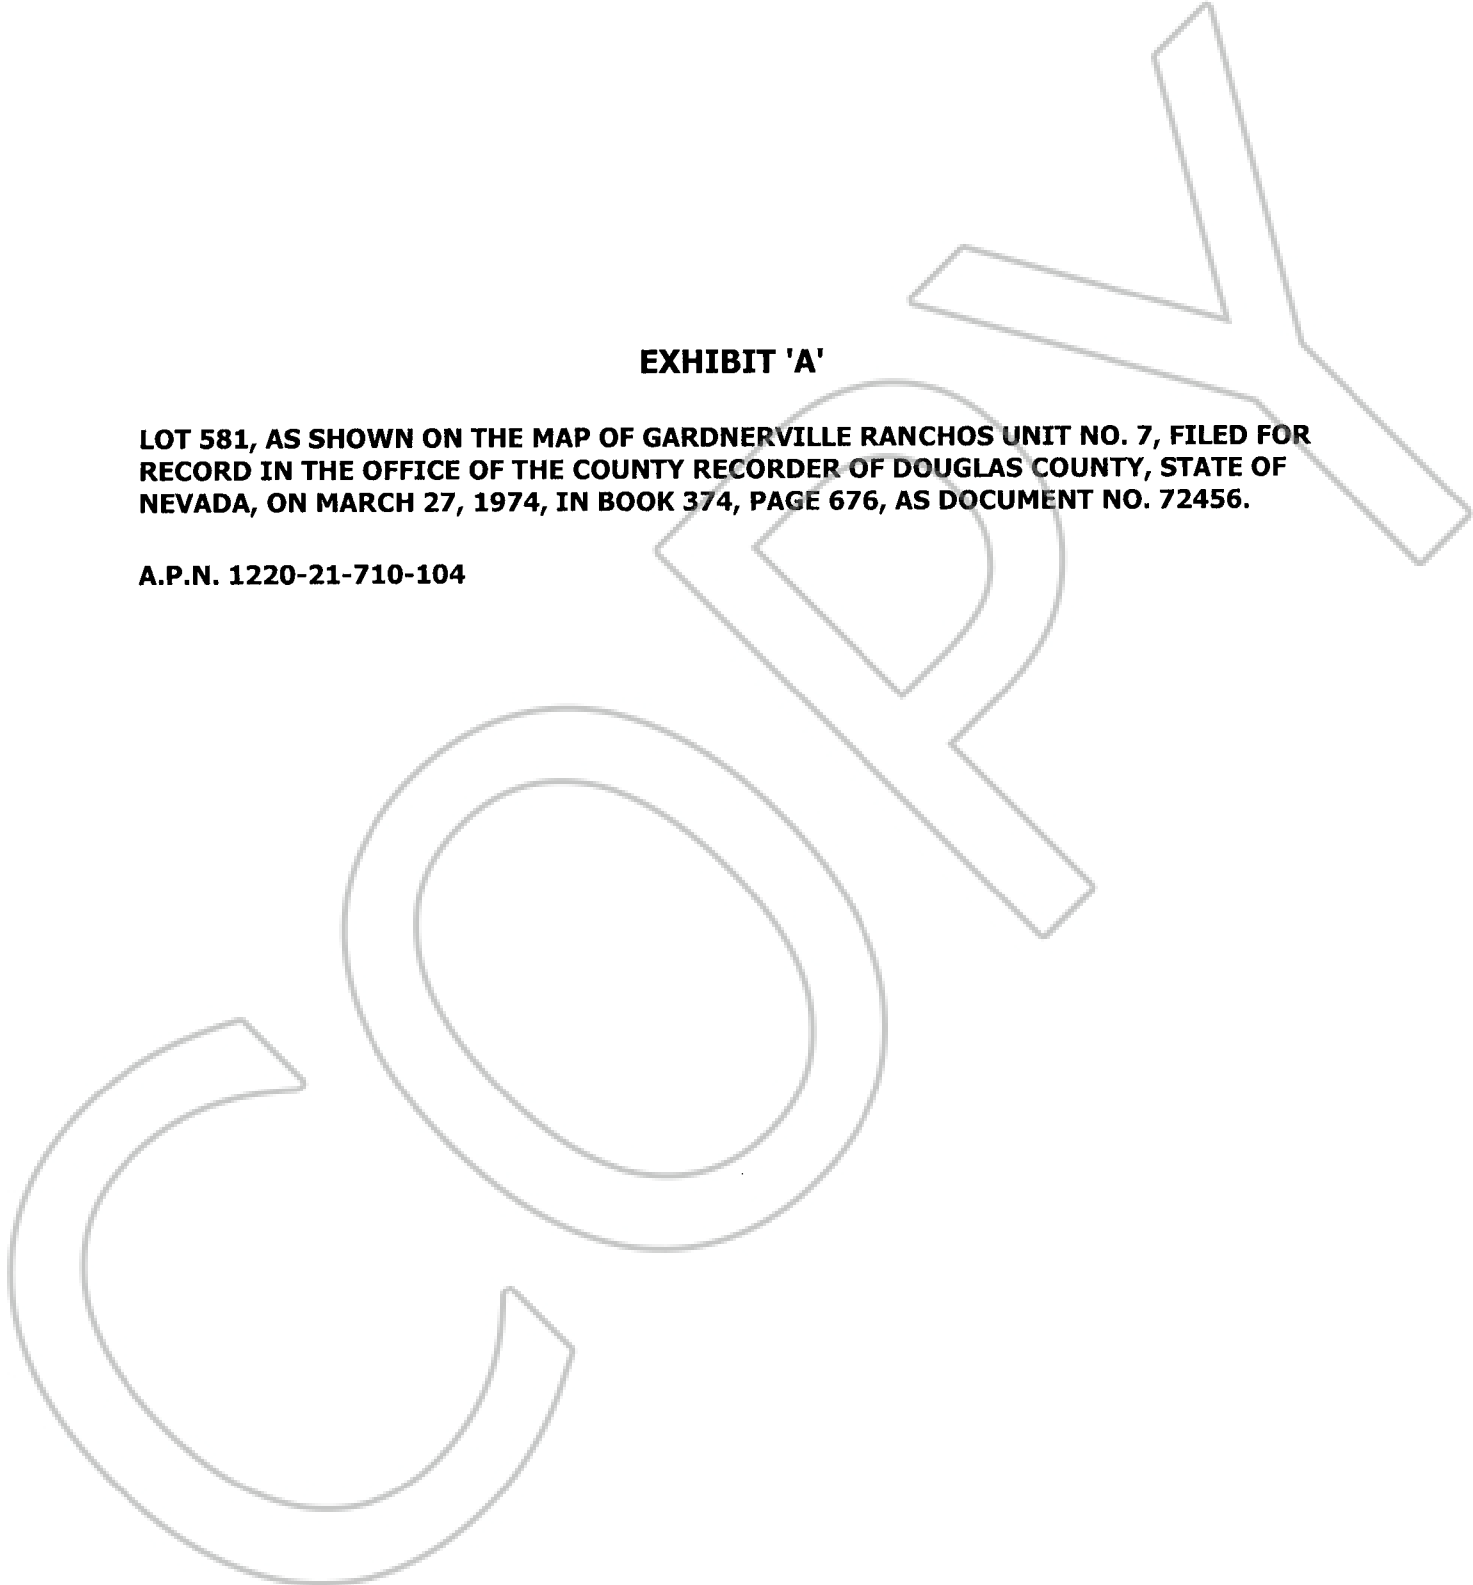 EXHIBIT 'A'
LOT 581, AS SHOWN ON THE MAP OF GARDNERVILLE RANCHOS UNIT NO. 7, FILED FOR
RECORD IN THE OFFICE OF THE COUNTY RECORDER OF DOUGLAS COUNTY, STATE OF
NEVADA, ON MARCH 27, 1974, IN BOOK 374, PAGE 676, AS DOCUMENT NO. 72456.
A.P.N. 1220-21-710-104
COPY